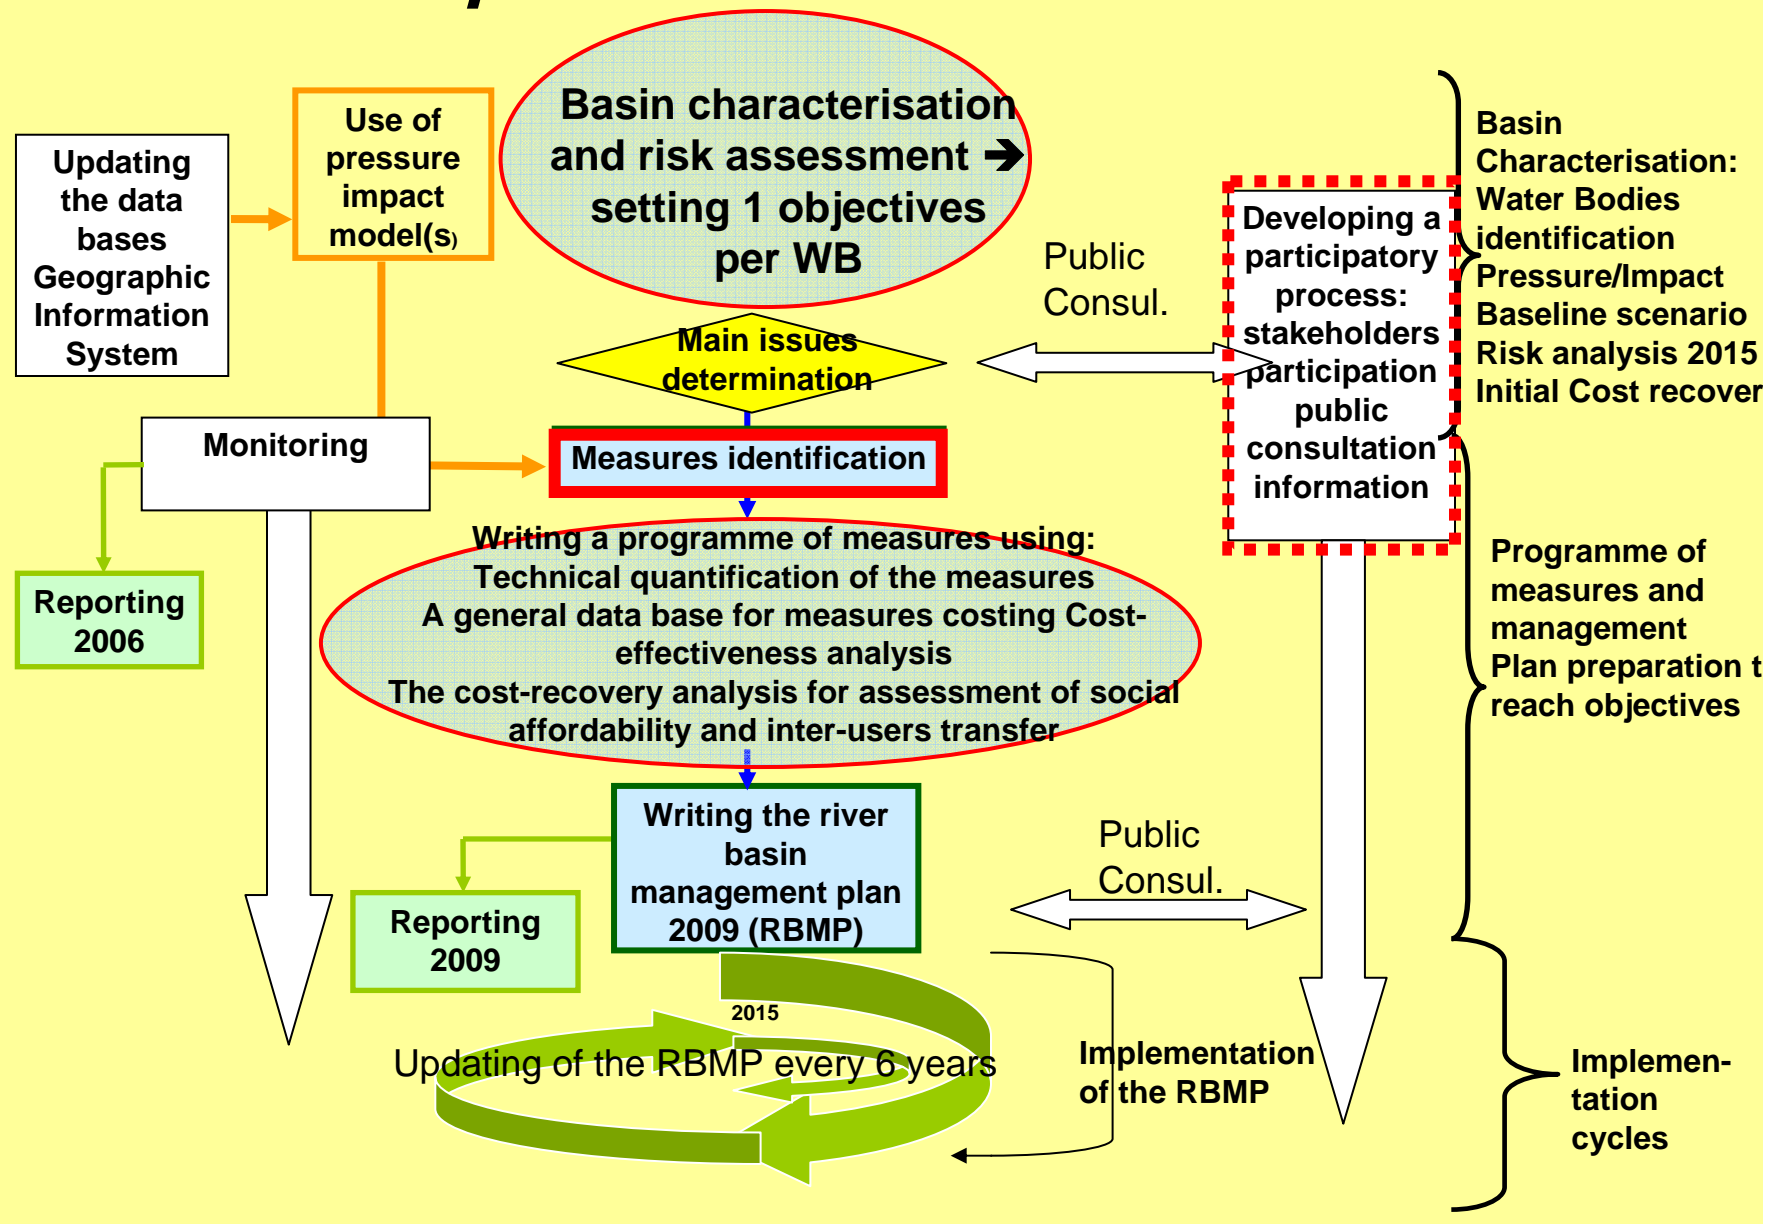 Updating
the data
bases
Geographic
Information
System
Use of
pressure
impact
model(s)
Basin characterisation
and risk assessment ➔
setting 1 objectives
per WB
Main issues
determination
Public
Consul.
Developing a
participatory
process:
stakeholders
participation
public
consultation
information
Basin
Characterisation:
Water Bodies
identification
Pressure/Impact
Baseline scenario
Risk analysis 2015
Initial Cost recover
Monitoring
Measures identification
Reporting
2006
Writing a programme of measures using:
Technical quantification of the measures
A general data base for measures costing Cost-
effectiveness analysis
The cost-recovery analysis for assessment of social
affordability and inter-users transfer
Programme of
measures and
management
Plan preparation t
reach objectives
Writing the river
basin
management plan
2009 (RBMP)
Public
Consul.
Reporting
2009
2015
Updating of the RBMP every 6 years
Implementation
of the RBMP
Implemen-
tation
cycles